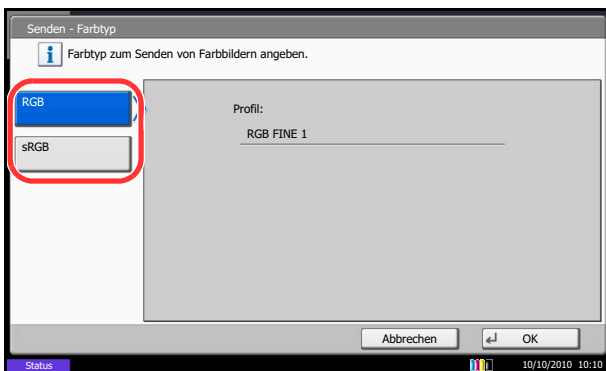 Senden - Farbtyp
Farbtyp zum Senden von Farbbildern angeben.
RGB
sRGB
Profil:
RGB FINE 1
Abbrechen
OK
Status
10/10/2010 10:10